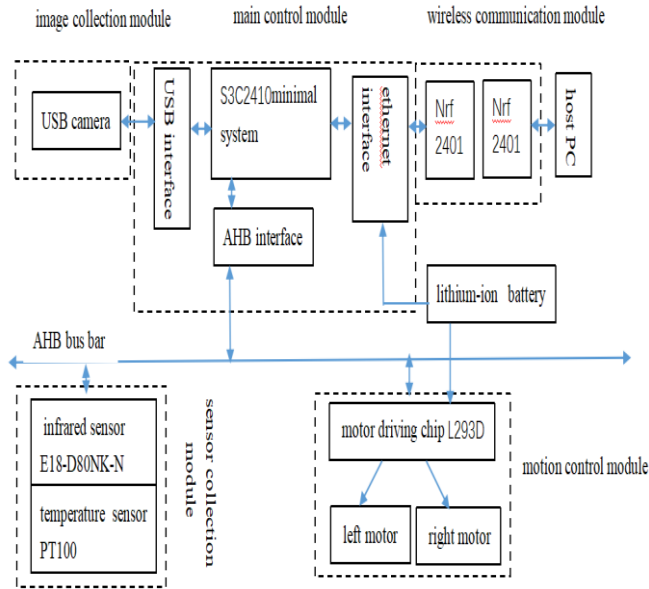 image collection module
main control module
wireless communication module
USB camera
USB interface
S3C2410minimal
system
ethernet
interface
Nrf
2401
Nrf
2401
host PC
AHB interface
lithium-ion battery
AHB bus bar
infrared sensor
E18-D80NK-N
temperature sensor
PT100
sensor collection
module
motor driving chip L293D
left motor
right motor
motion control module